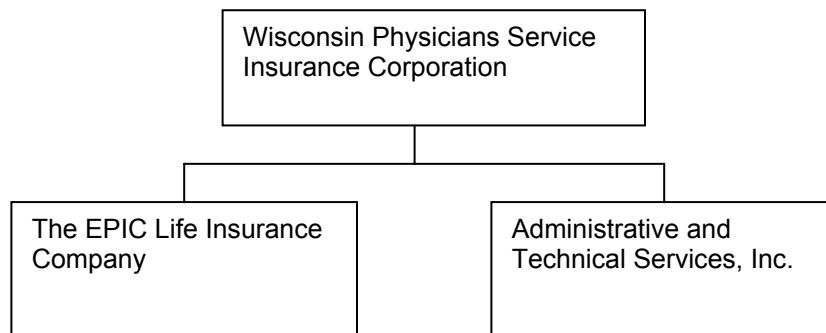 Wisconsin Physicians Service
Insurance Corporation
The EPIC Life Insurance
Company
Administrative and
Technical Services, Inc.